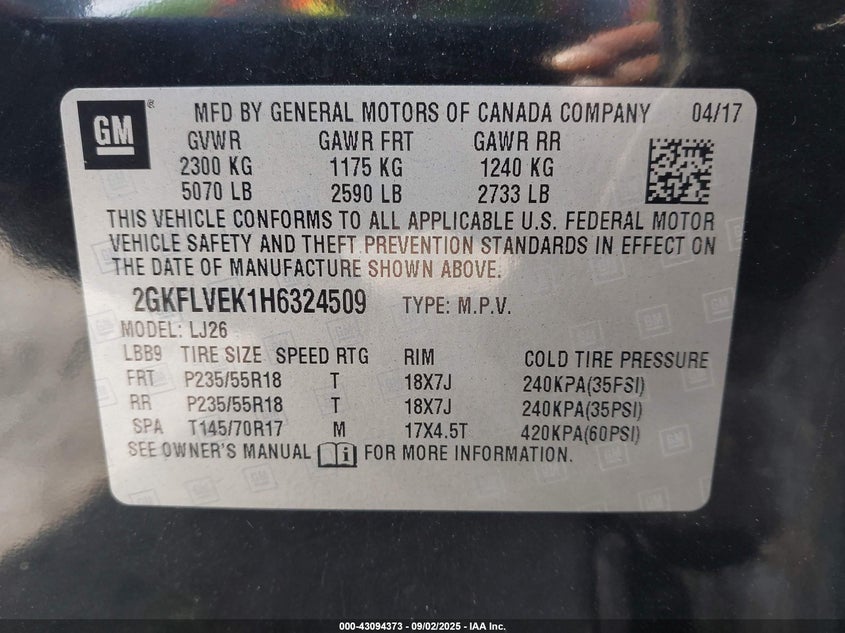 GM
MFD BY GENERAL MOTORS OF CANADA COMPANY 04/17
GVWR GAWR FRT GAWR RR
2300 KG 1175 KG 1240 KG
5070 LB 2590 LB 2733 LB
THIS VEHICLE CONFORMS TO ALL APPLICABLE U.S. FEDERAL MOTOR
VEHICLE SAFETY AND THEFT PREVENTION STANDARDS IN EFFECT ON
THE DATE OF MANUFACTURE SHOWN ABOVE.
2GKFLVEK1H6324509 TYPE: M.P.V.
MODEL: LJ26
LBB9 TIRE SIZE SPEED RTG RIM COLD TIRE PRESSURE
FRT P235/55R18 T 18X7J 240KPA(35PSI)
RR P235/55R18 T 18X7J 240KPA(35PSI)
SPA T145/70R17 M 17X4.5T 420KPA(60PSI)
SEE OWNER'S MANUAL i FOR MORE INFORMATION.
000-43094373 - 09/02/2025 - IAA Inc.